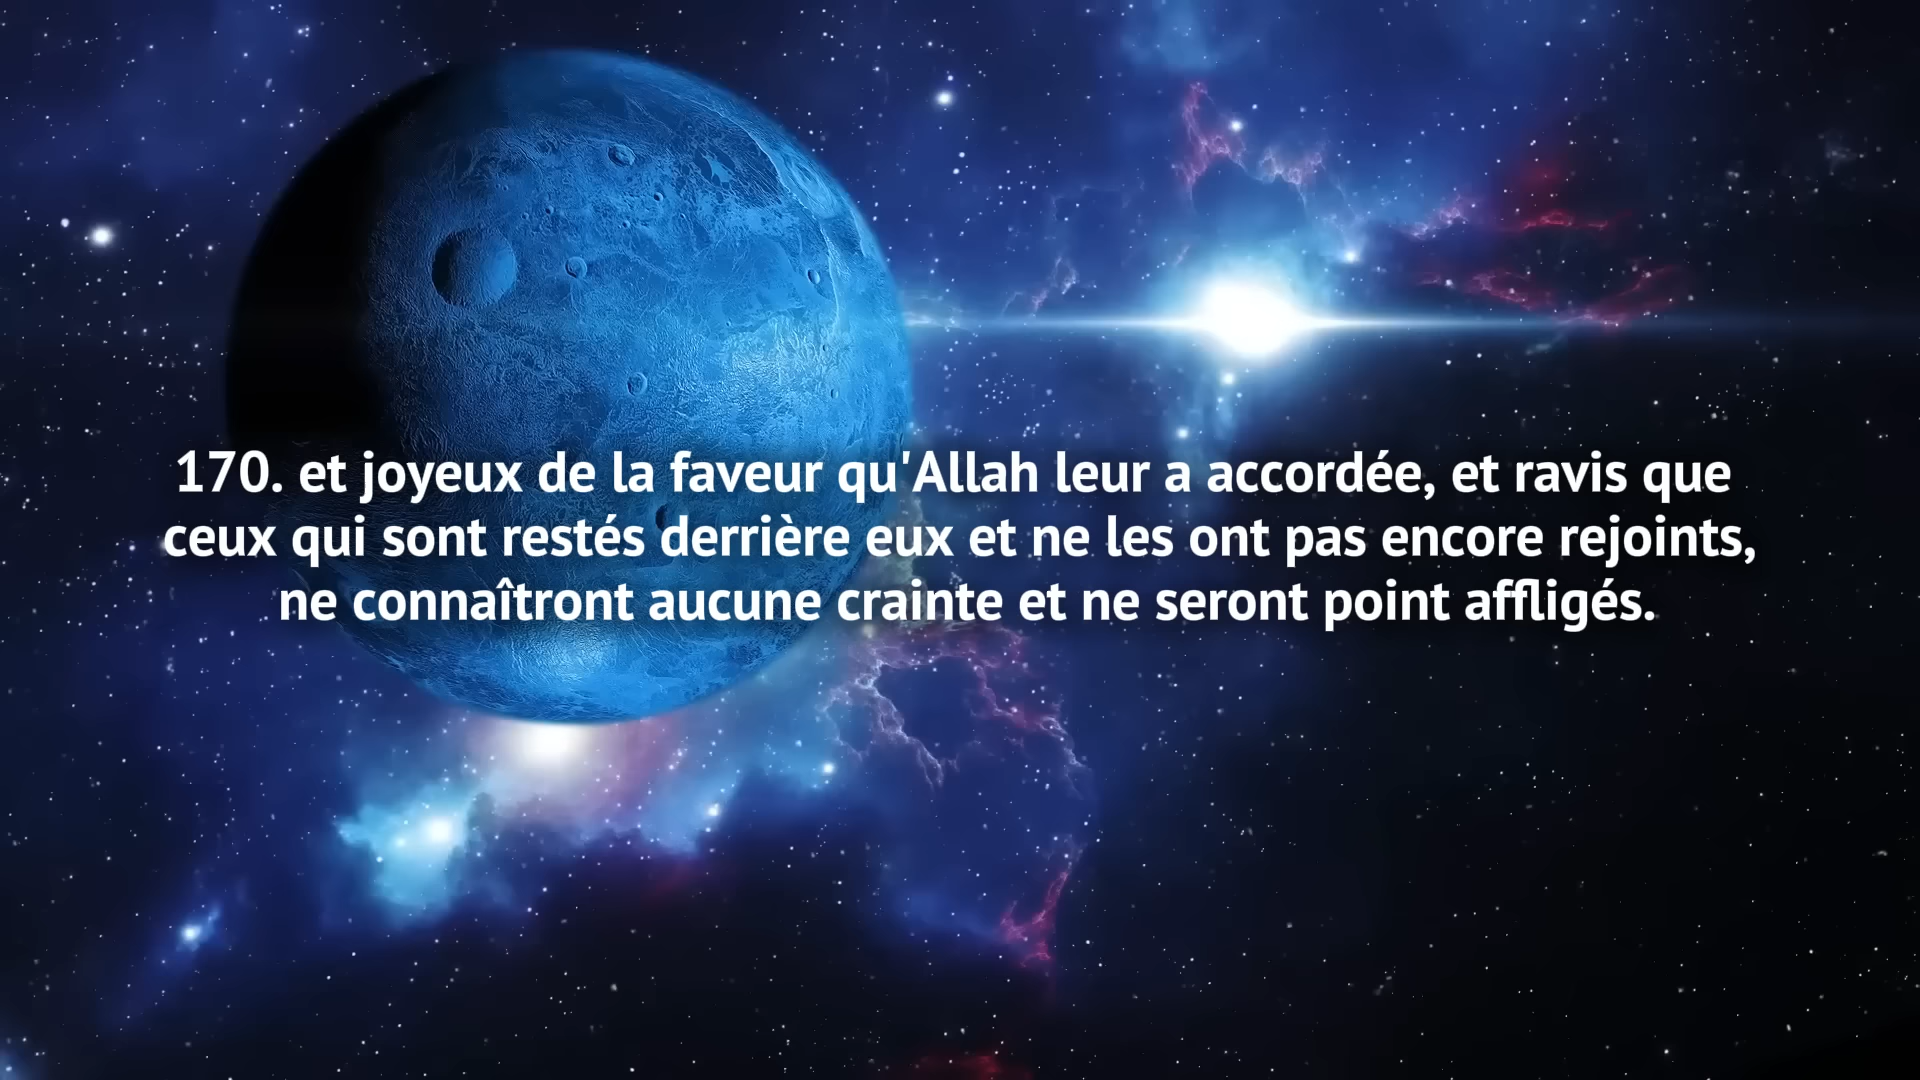 170. et joyeux de la faveur qu'Allah leur a accordée, et ravis que
ceux qui sont restés derrière eux et ne les ont pas encore rejoints,
ne connaîtront aucune crainte et ne seront point affligés.